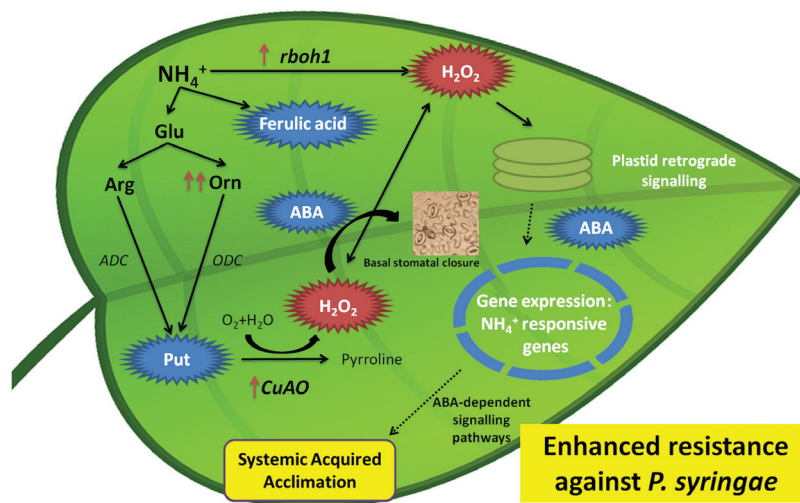 ↑ rboh1
NH₄⁺
H₂O₂
Ferulic acid
Glu
Plastid retrograde
signalling
Arg
↑↑ Orn
ABA
ABA
Basal stomatal closure
ADC
ODC
H₂O₂
Gene expression:
NH₄⁺ responsive
genes
O₂+H₂O
Put
Pyrroline
↑CuAO
ABA-dependent
signalling
pathways
Systemic Acquired
Acclimation
Enhanced resistance
against P. syringae